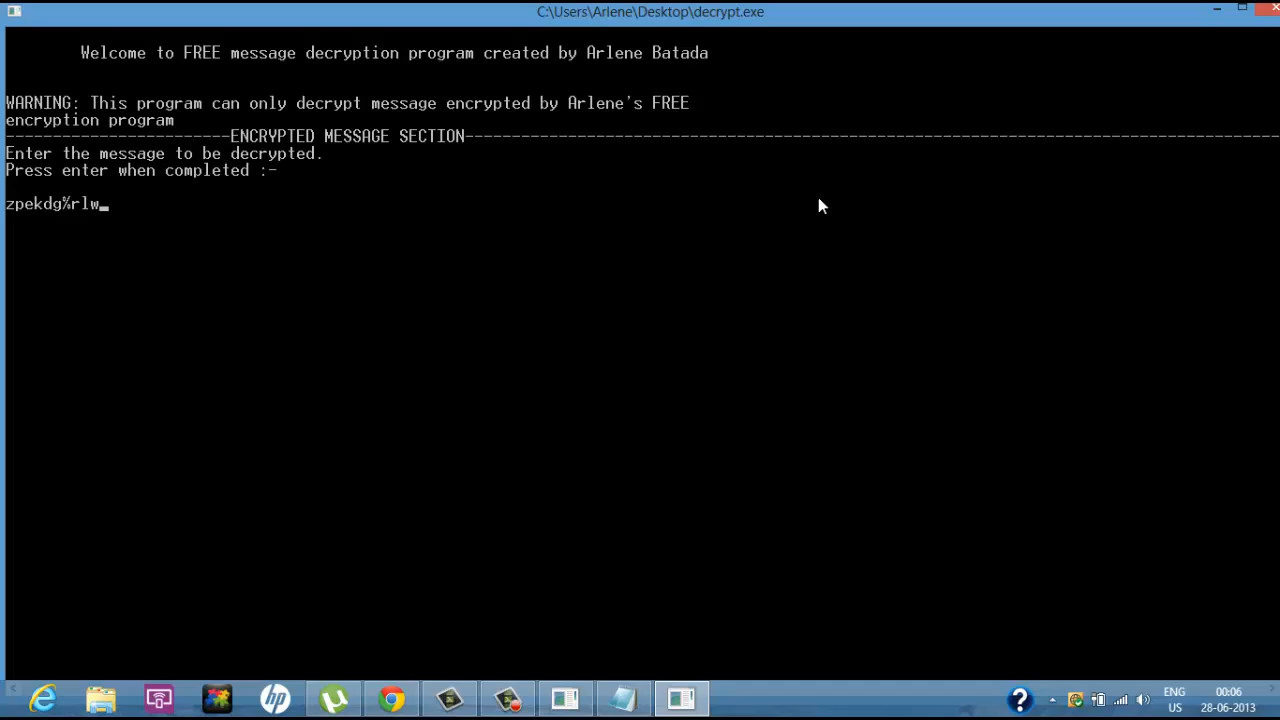 C:\Users\Arlene\Desktop\decrypt.exe
Welcome to FREE message decryption program created by Arlene Batada
WARNING: This program can only decrypt message encrypted by Arlene's FREE
encryption program
------------------------ENCRYPTED MESSAGE SECTION---------------------------------------------------------------------------------------
Enter the message to be decrypted.
Press enter when completed :-
zpekdg%rlw_
ENG 00:06
US 28-06-2013